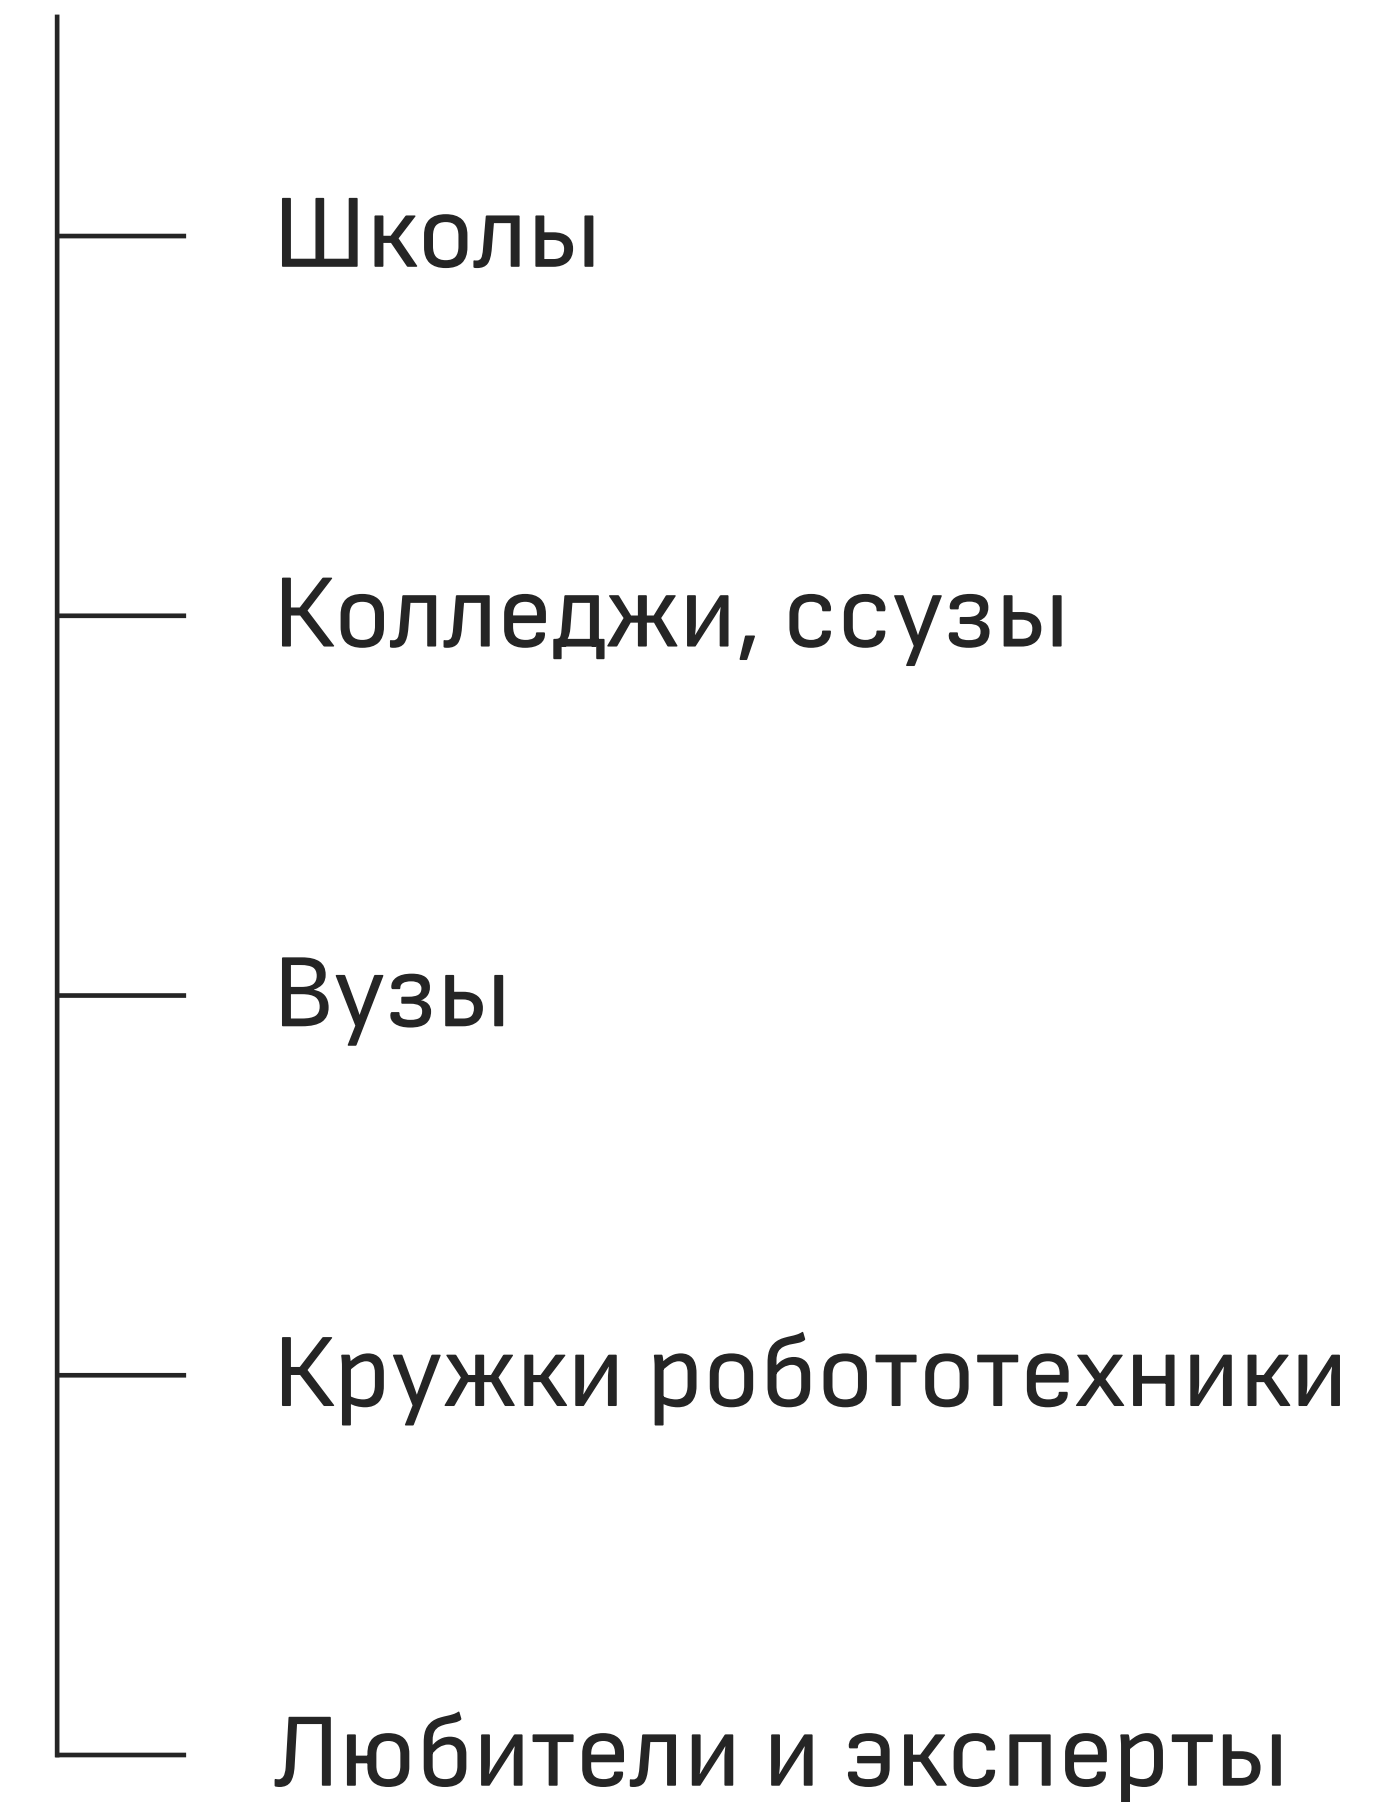 Школы
Колледжи, ссузы
Вузы
Кружки робототехники
Любители и эксперты